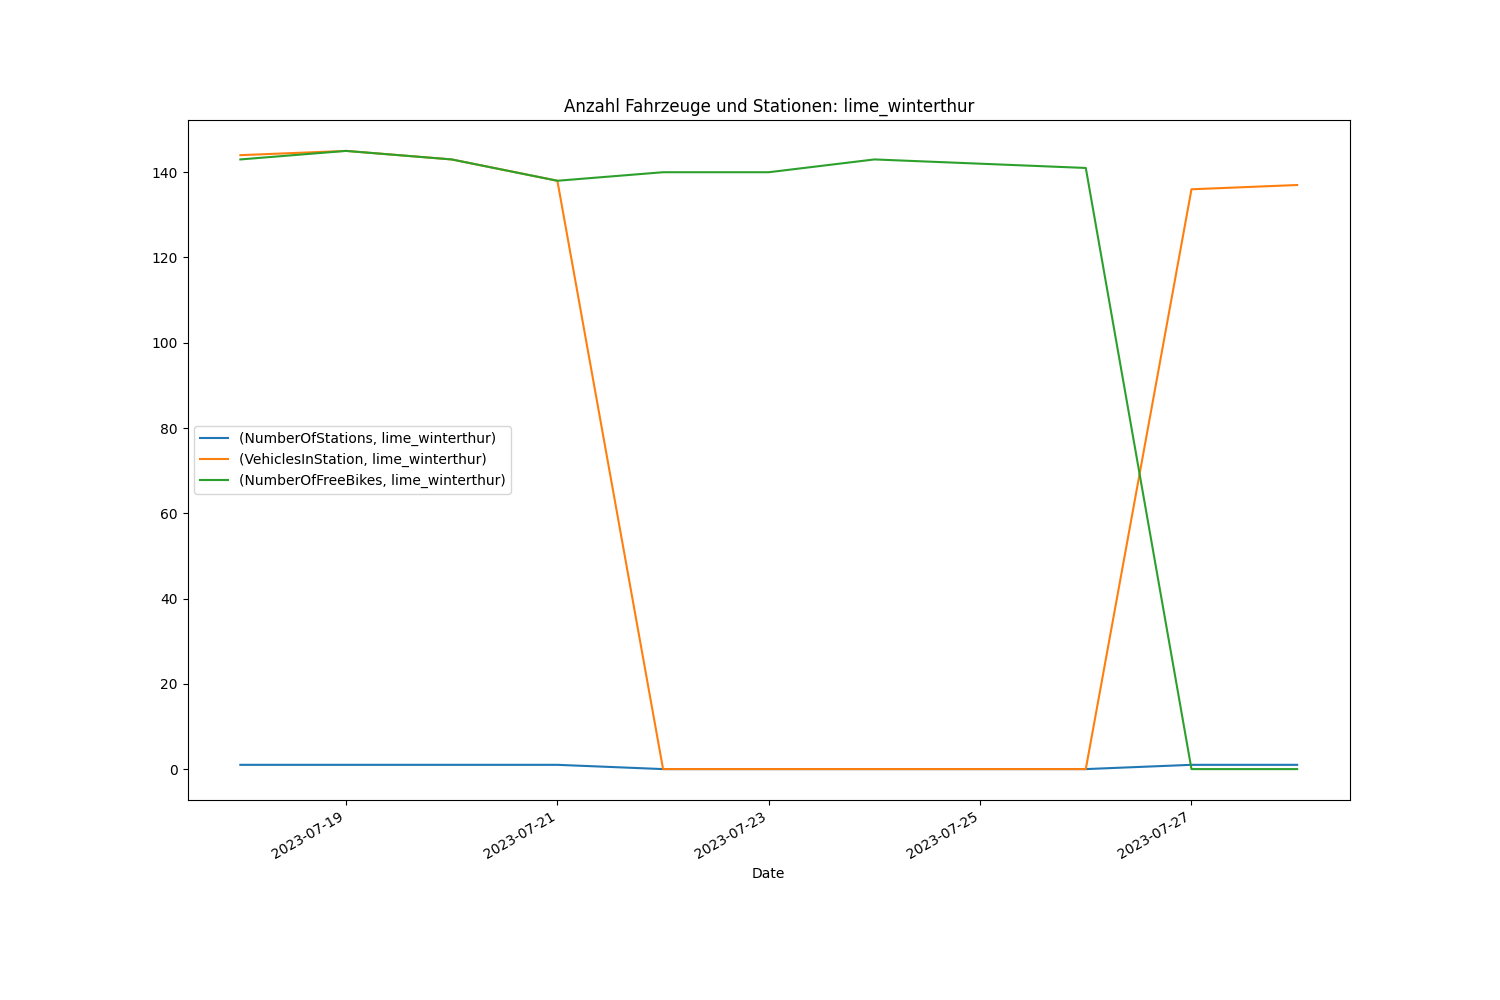 Anzahl Fahrzeuge und Stationen: lime_winterthur
140
120
100
80
60
40
20
0
(NumberOfStations, lime_winterthur)
(VehiclesInStation, lime_winterthur)
(NumberOfFreeBikes, lime_winterthur)
2023-07-19
2023-07-21
2023-07-23
2023-07-25
2023-07-27
Date